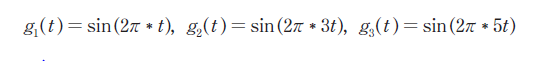 g₁(t) = sin(2π * t), g₂(t) = sin(2π * 3t), g₃(t) = sin(2π * 5t)